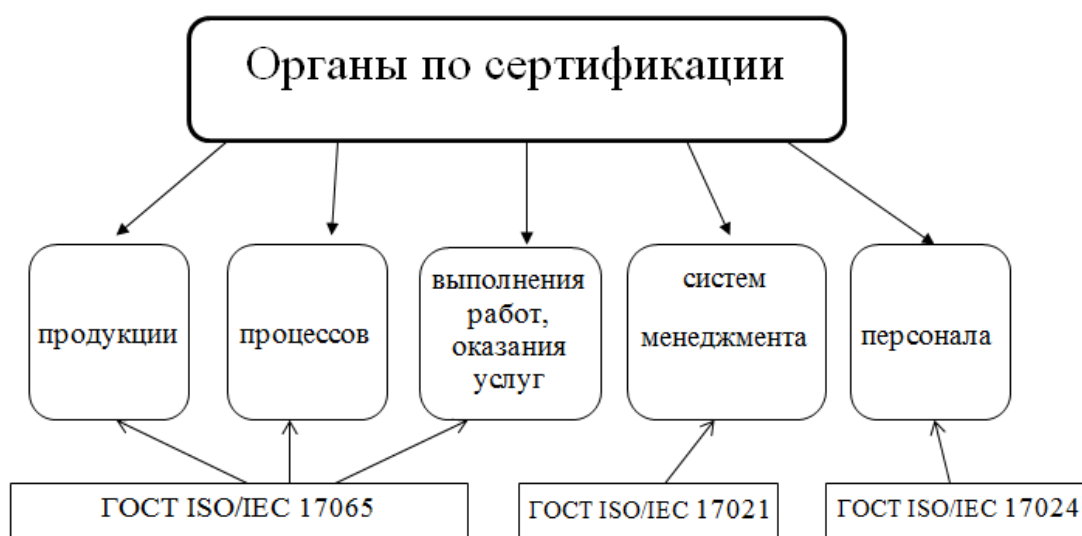 Органы по сертификации
продукции
процессов
выполнения
работ,
оказания
услуг
систем
менеджмента
персонала
ГОСТ ISO/IEC 17065
ГОСТ ISO/IEC 17021
ГОСТ ISO/IEC 17024